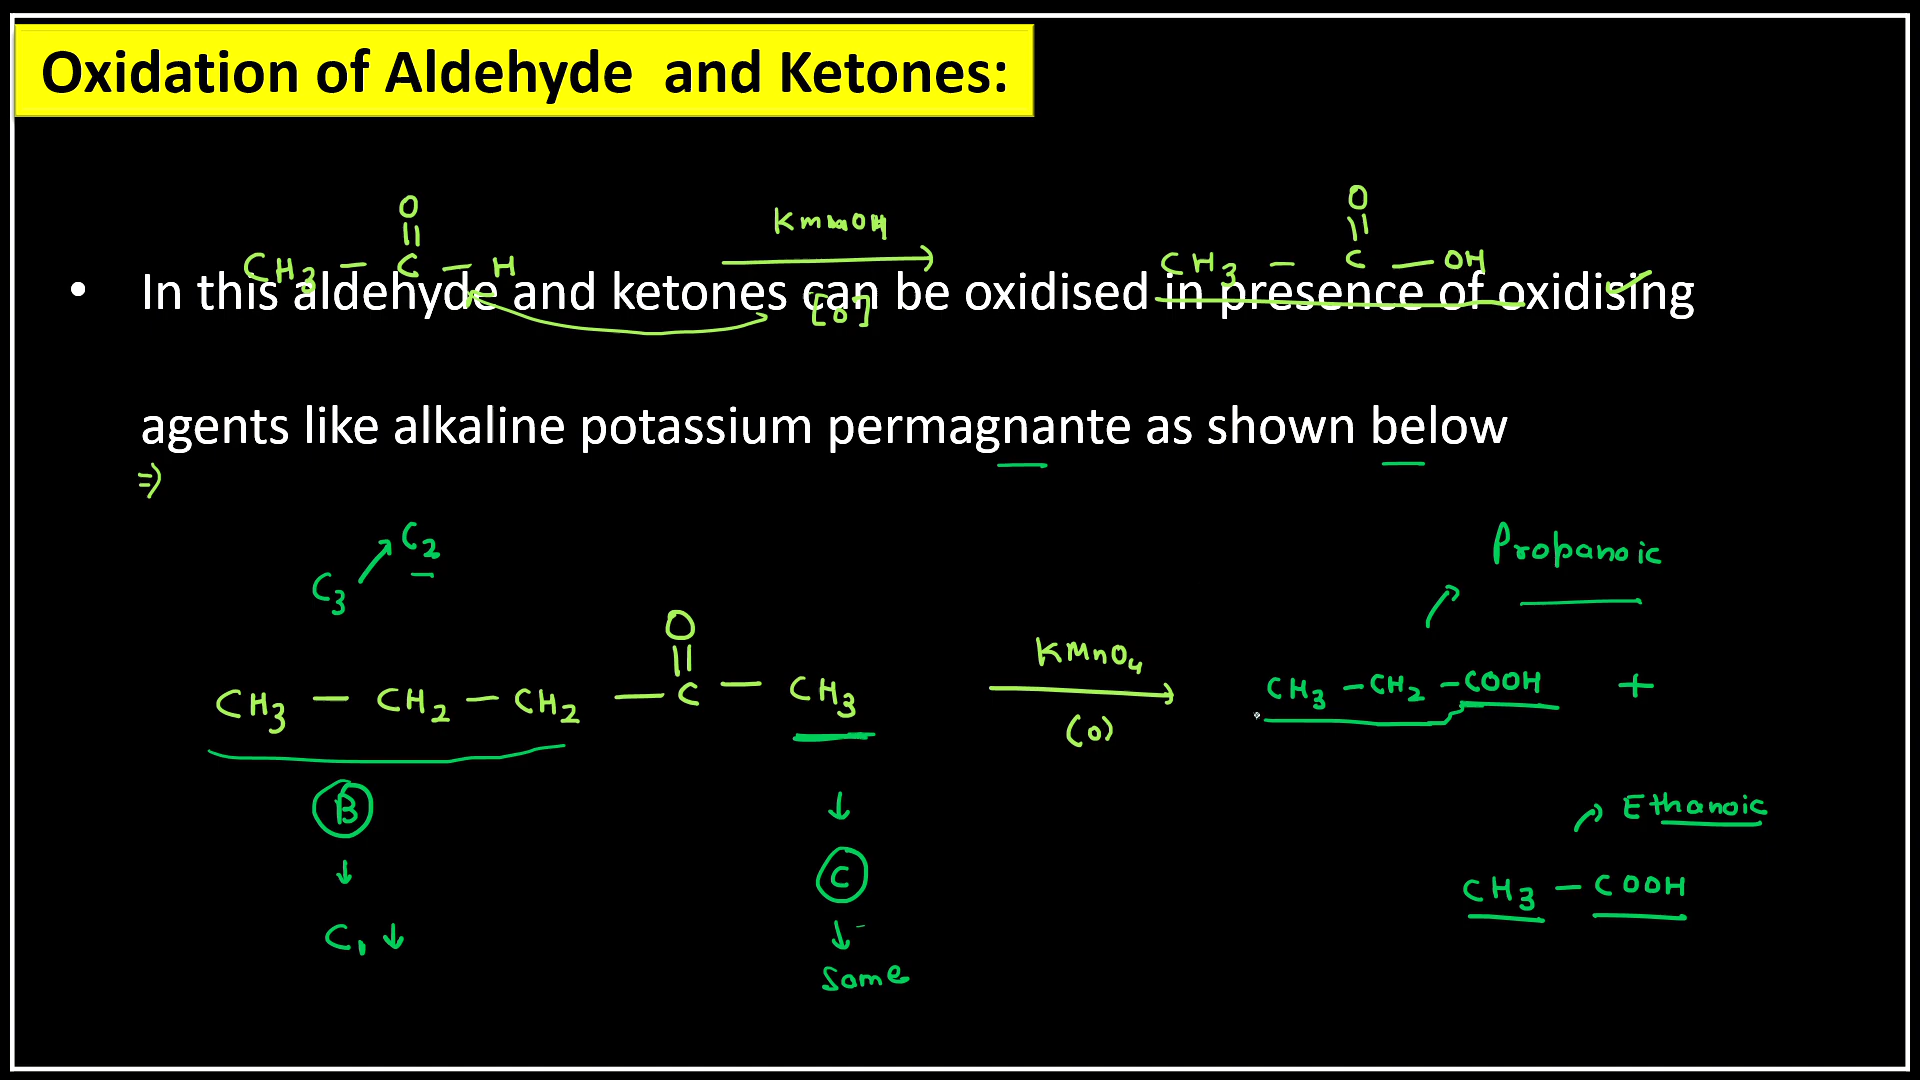 Oxidation of Aldehyde and Ketones:
O
CH3 – C – H
KmnOH
[O]
O
CH3 – C – OH
• In this aldehyde and ketones can be oxidised in presence of oxidising
agents like alkaline potassium permagnante as shown below
=)
C2
C3
Propanoic
O
CH3 – CH2 – CH2 – C – CH3
KMnO4
(O)
CH3 – CH2 – COOH +
B
C
C1 ↓
Same
Ethanoic
CH3 – COOH